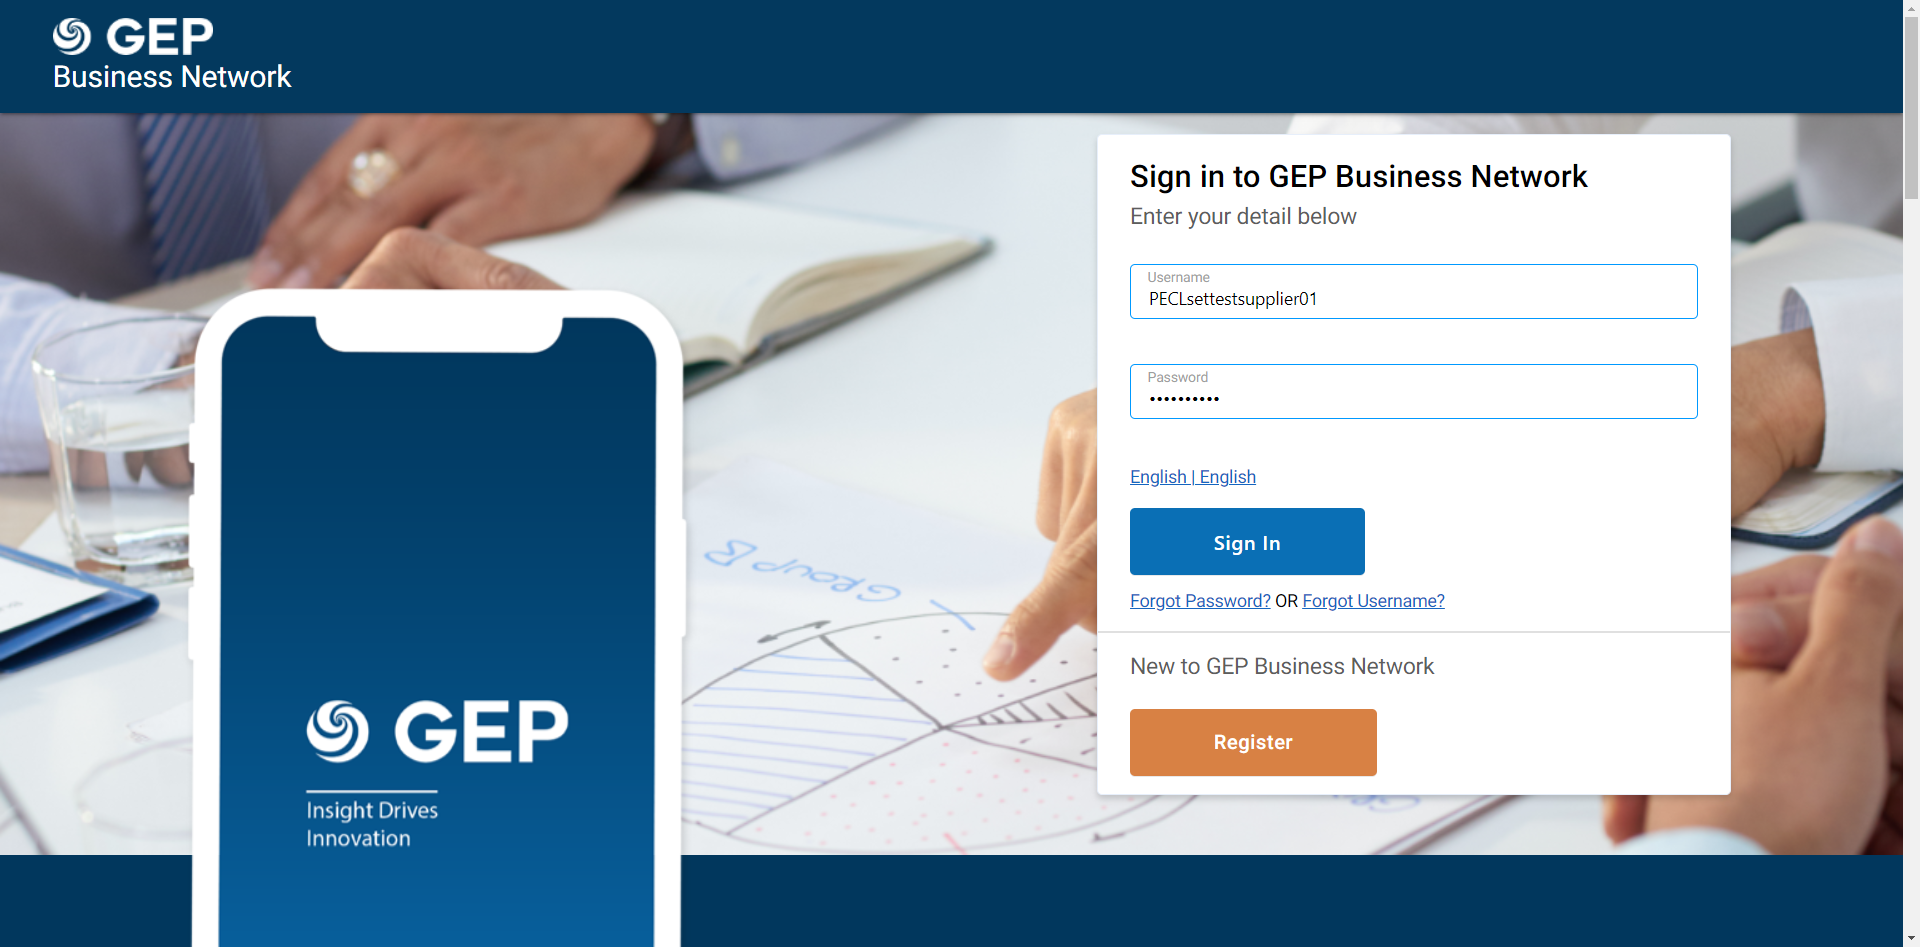 GEP
Business Network
Sign in to GEP Business Network
Enter your detail below
Username
PECLsettestsupplier01
Password
••••••••••
English | English
Sign In
Forgot Password? OR Forgot Username?
New to GEP Business Network
Register
GROUP B
GEP
Insight Drives
Innovation